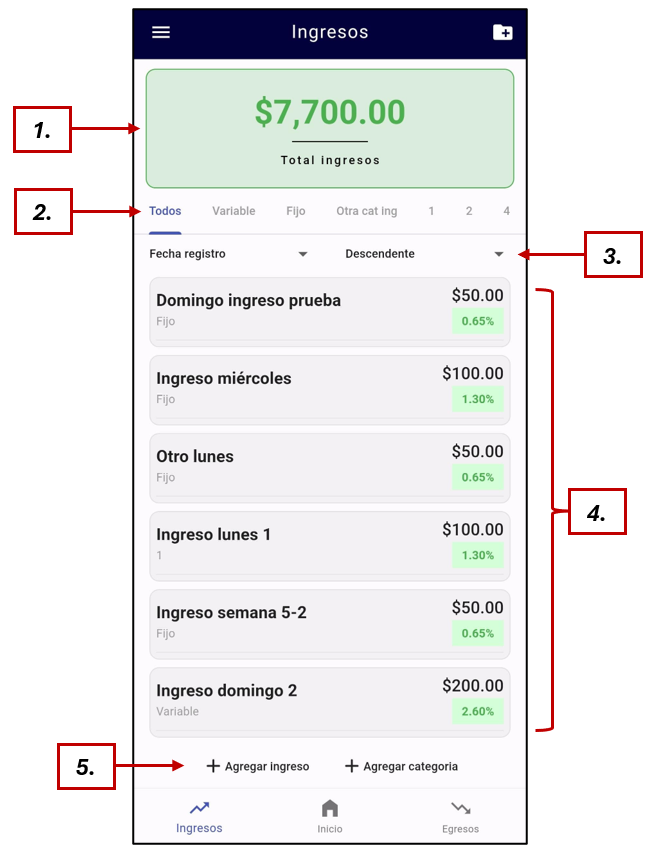 Ingresos
$7,700.00
1.
Total ingresos
2.
Todos Variable Fijo Otra cat ing 1 2 4
Fecha registro Descendente
3.
Domingo ingreso prueba $50.00
Fijo 0.65%
Ingreso miércoles $100.00
Fijo 1.30%
Otro lunes $50.00
Fijo 0.65%
4.
Ingreso lunes 1 $100.00
1 1.30%
Ingreso semana 5-2 $50.00
Fijo 0.65%
Ingreso domingo 2 $200.00
Variable 2.60%
5.
Agregar ingreso Agregar categoria
Ingresos Inicio Egresos